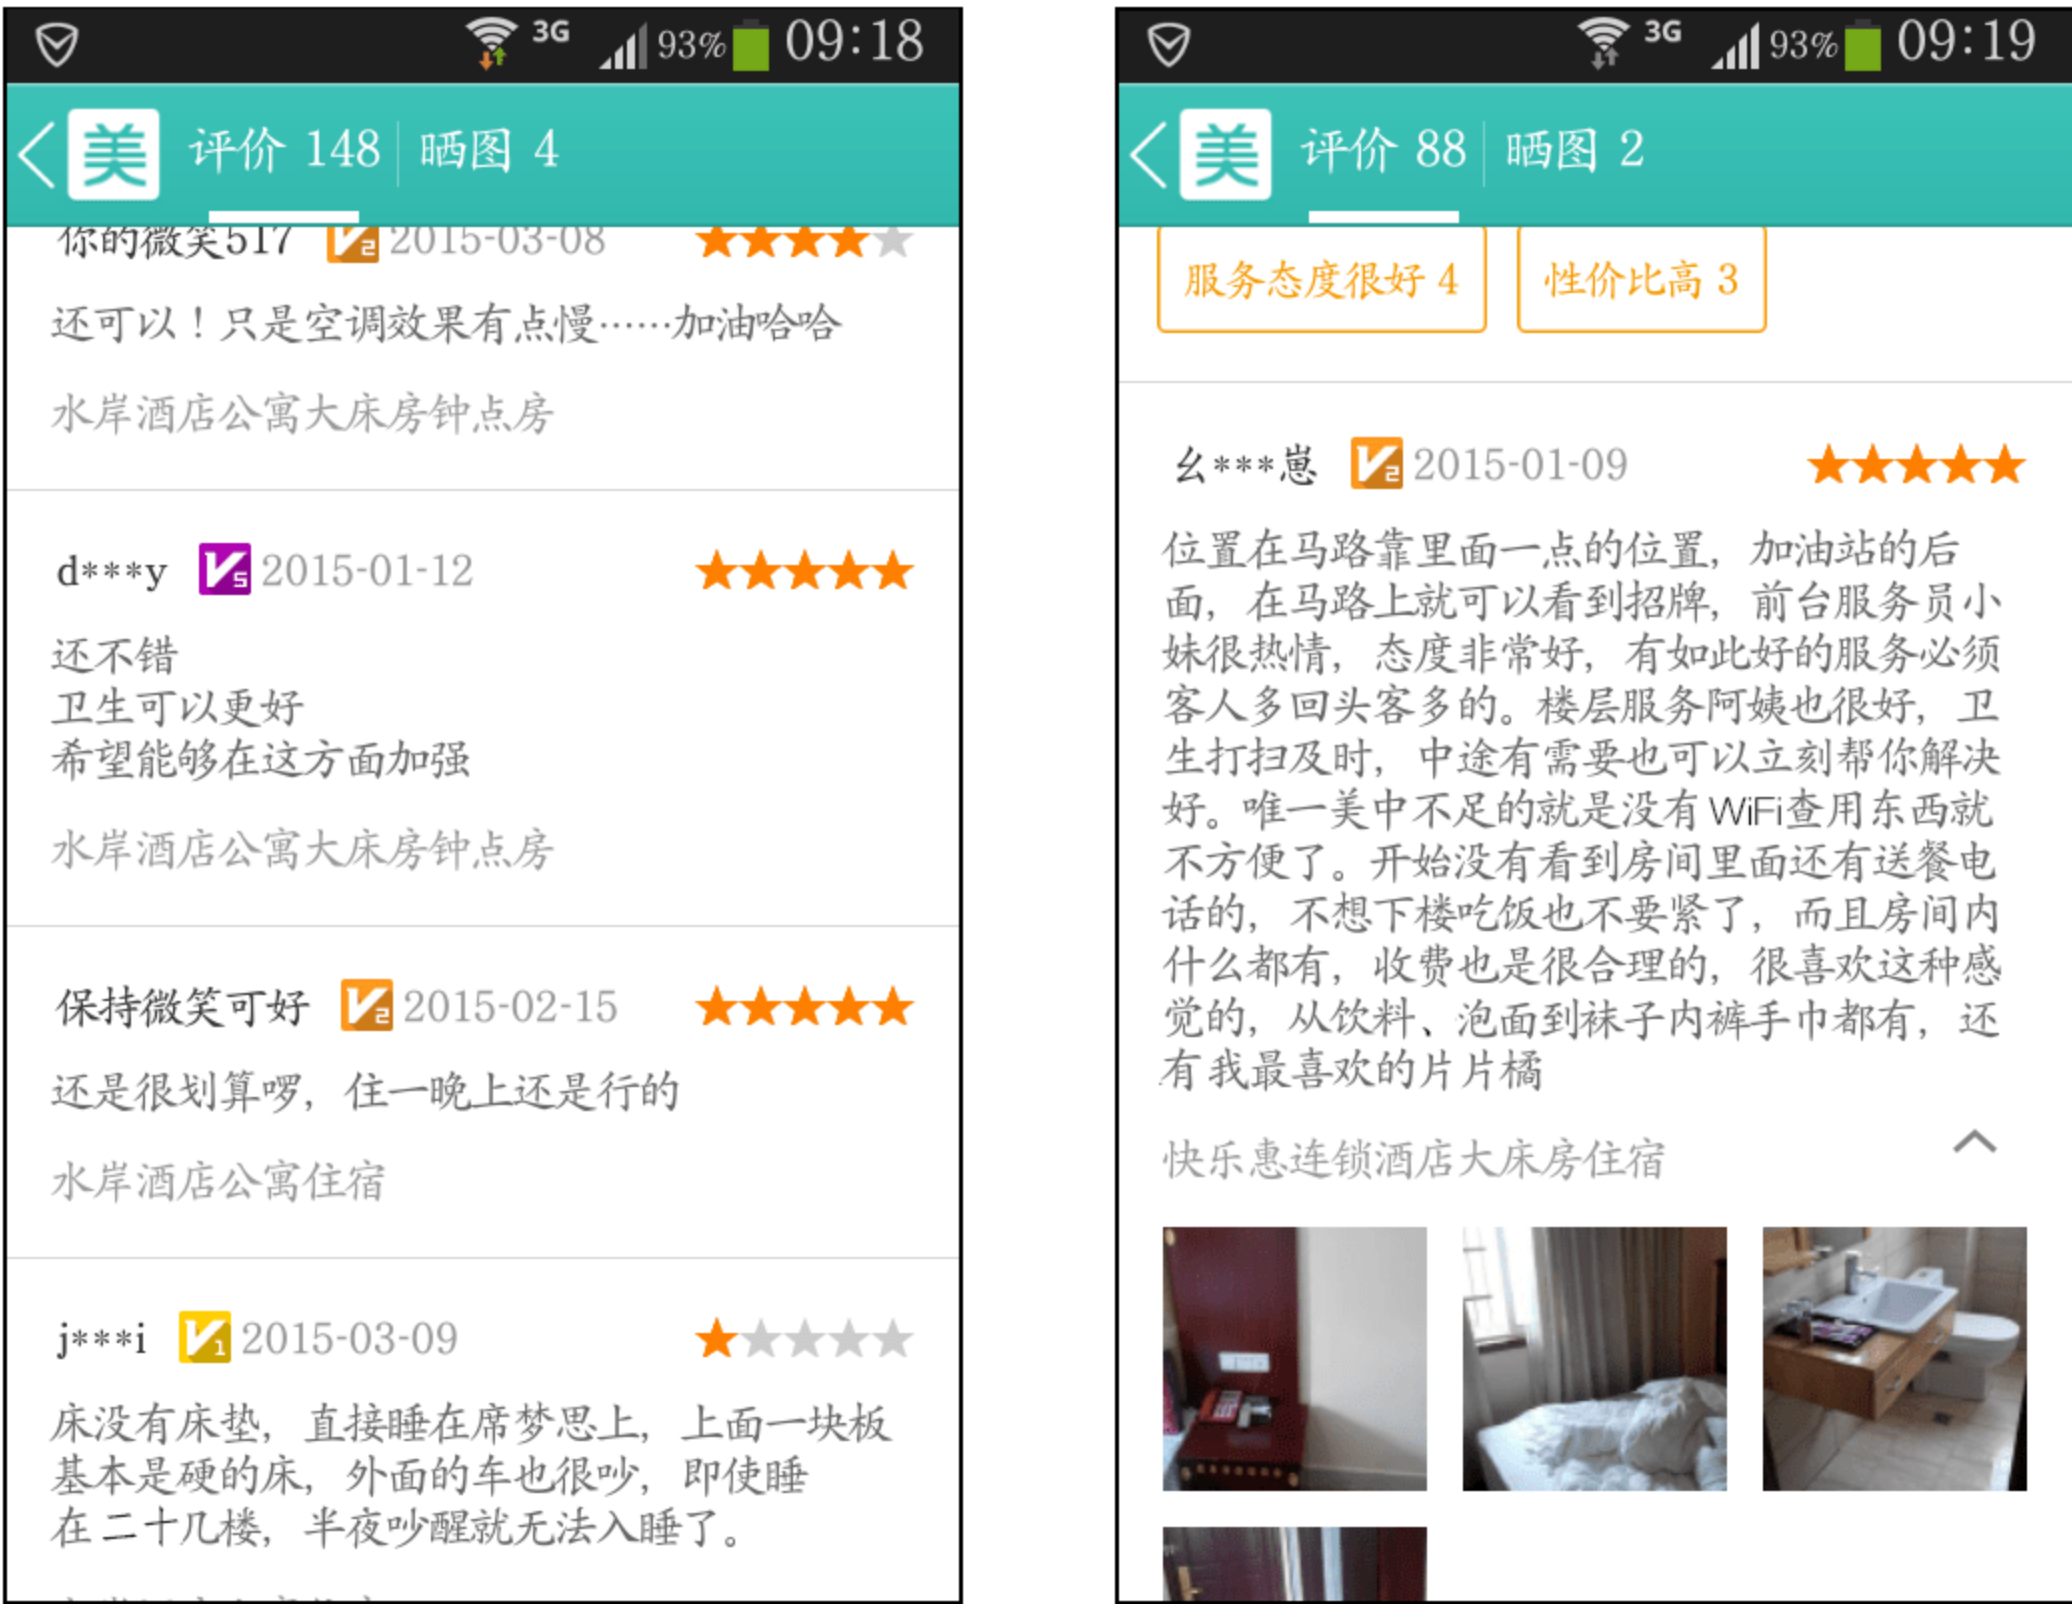 3G 93% 09:18
美 评价 148 晒图 4
你的微笑517 V2 2015-03-08
还可以！只是空调效果有点慢……加油哈哈
水岸酒店公寓大床房钟点房
d***y V5 2015-01-12
还不错
卫生可以更好
希望能够在这方面加强
水岸酒店公寓大床房钟点房
保持微笑可好 V2 2015-02-15
还是很划算啰，住一晚上还是行的
水岸酒店公寓住宿
j***i V1 2015-03-09
床没有床垫，直接睡在席梦思上，上面一块板
基本是硬的床，外面的车也很吵，即使睡
在二十几楼，半夜吵醒就无法入睡了。
3G 93% 09:19
美 评价 88 晒图 2
服务态度很好 4 性价比高 3
幺***崽 V2 2015-01-09
位置在马路靠里面一点的位置，加油站的后
面，在马路上就可以看到招牌，前台服务员小
妹很热情，态度非常好，有如此好的服务必须
客人多回头客多的。楼层服务阿姨也很好，卫
生打扫及时，中途有需要也可以立刻帮你解决
好。唯一美中不足的就是没有WiFi查用东西就
不方便了。开始没有看到房间里面还有送餐电
话的，不想下楼吃饭也不要紧了，而且房间内
什么都有，收费也是很合理的，很喜欢这种感
觉的，从饮料、泡面到袜子内裤手巾都有，还
有我最喜欢的片片橘
快乐惠连锁酒店大床房住宿